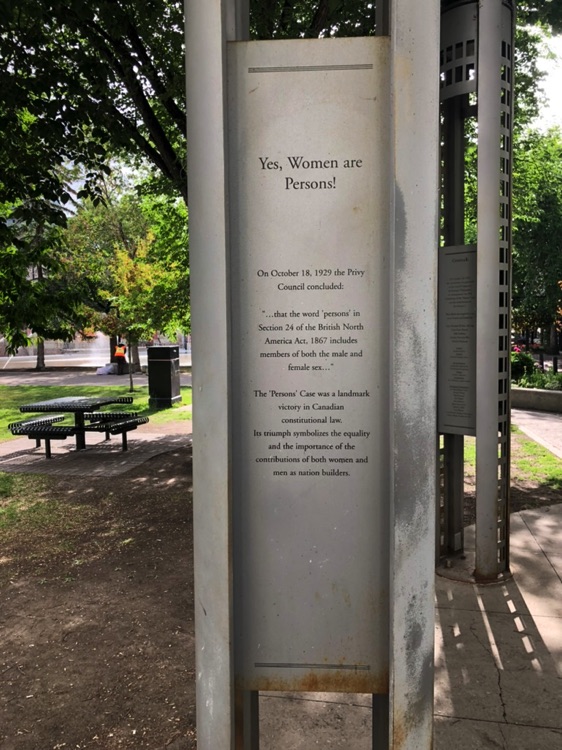 Yes, Women are
Persons!
On October 18, 1929 the Privy
Council concluded:
"...that the word 'persons' in
Section 24 of the British North
America Act, 1867 includes
members of both the male and
female sex..."
The 'Persons' Case was a landmark
victory in Canadian
constitutional law.
Its triumph symbolizes the equality
and the importance of the
contributions of both women and
men as nation builders.